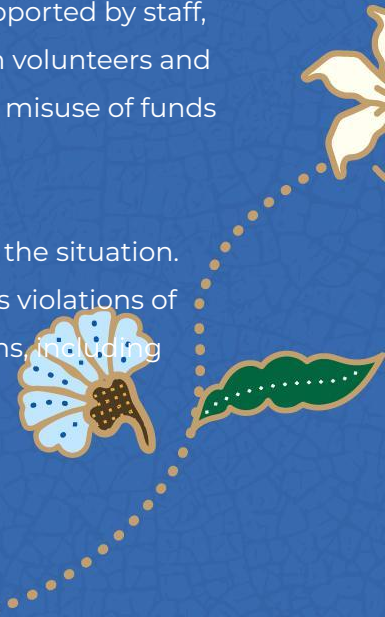 pported by staff,
volunteers and
misuse of funds
the situation.
s violations of
ns, including